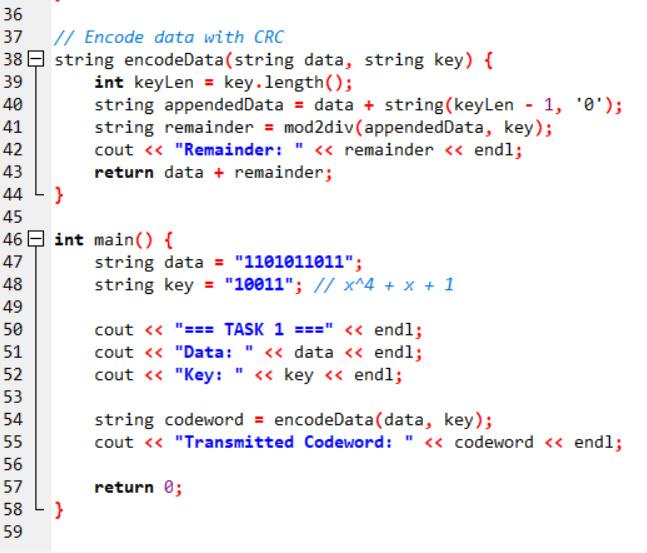 36
37 // Encode data with CRC
38 string encodeData(string data, string key) {
39 int keyLen = key.length();
40 string appendedData = data + string(keyLen - 1, '0');
41 string remainder = mod2div(appendedData, key);
42 cout << "Remainder: " << remainder << endl;
43 return data + remainder;
44 }
45
46 int main() {
47 string data = "1101011011";
48 string key = "10011"; // x^4 + x + 1
49
50 cout << "=== TASK 1 ===" << endl;
51 cout << "Data: " << data << endl;
52 cout << "Key: " << key << endl;
53
54 string codeword = encodeData(data, key);
55 cout << "Transmitted Codeword: " << codeword << endl;
56
57 return 0;
58 }
59